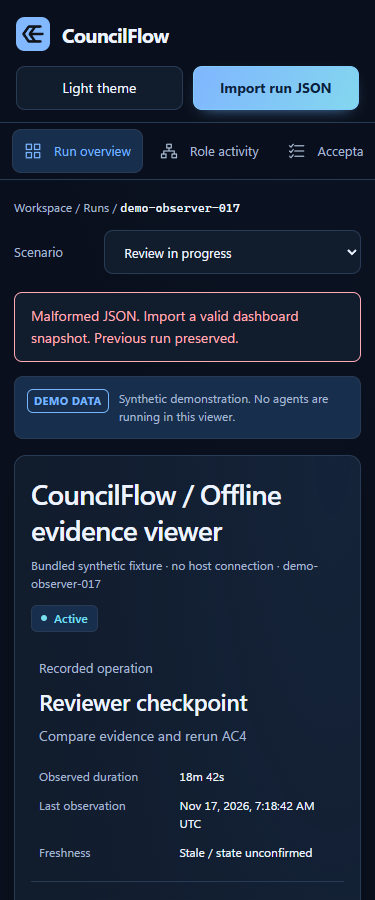 CouncilFlow
Light theme
Import run JSON
Run overview
Role activity
Accepta
Workspace / Runs / demo-observer-017
Scenario
Review in progress
Malformed JSON. Import a valid dashboard
snapshot. Previous run preserved.
DEMO DATA
Synthetic demonstration. No agents are
running in this viewer.
CouncilFlow / Offline
evidence viewer
Bundled synthetic fixture · no host connection · demo-
observer-017
Active
Recorded operation
Reviewer checkpoint
Compare evidence and rerun AC4
Observed duration
18m 42s
Last observation
Nov 17, 2026, 7:18:42 AM
UTC
Freshness
Stale / state unconfirmed